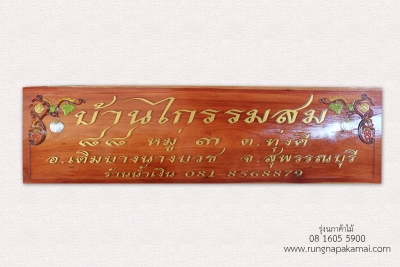 บ้านไกรรมสม
๘๘ หมู่ ๓ ต. ทุ่งคี
อ.เดิมบางนางบวช จ.สุพรรณบุรี
ร้านน้ำเงิน 081-8568879
รุ่งนภาค้าไม้
08 1605 5900
www.rungnapakamai.com